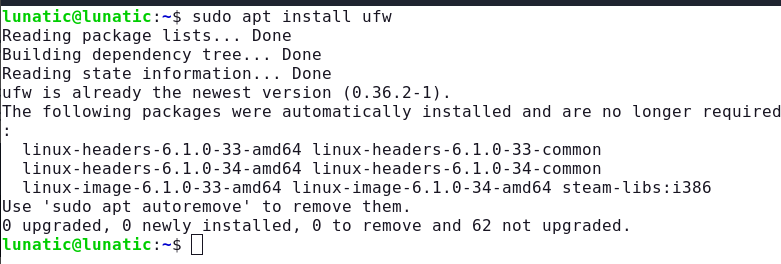 lunatic@lunatic:~$ sudo apt install ufw
Reading package lists... Done
Building dependency tree... Done
Reading state information... Done
ufw is already the newest version (0.36.2-1).
The following packages were automatically installed and are no longer required
:
  linux-headers-6.1.0-33-amd64 linux-headers-6.1.0-33-common
  linux-headers-6.1.0-34-amd64 linux-headers-6.1.0-34-common
  linux-image-6.1.0-33-amd64 linux-image-6.1.0-34-amd64 steam-libs:i386
Use 'sudo apt autoremove' to remove them.
0 upgraded, 0 newly installed, 0 to remove and 62 not upgraded.
lunatic@lunatic:~$